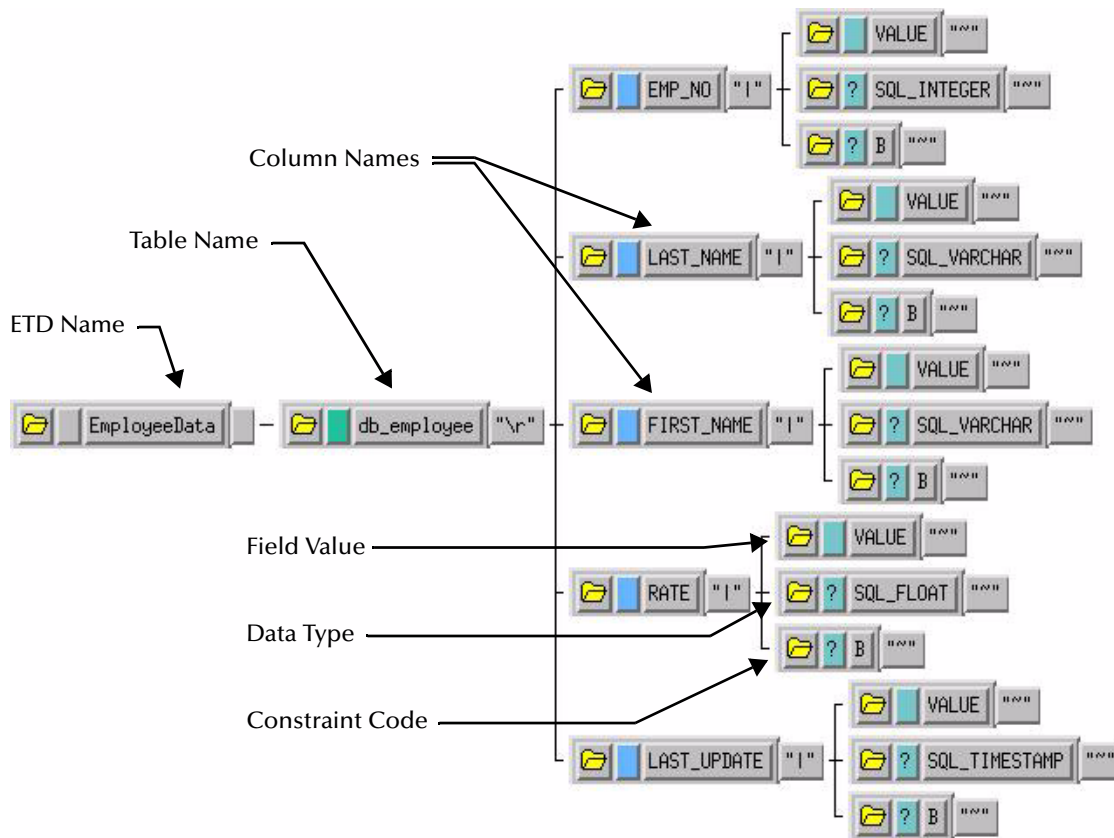 VALUE "~"
EMP_NO "|" SQL_INTEGER "~"
B "~"
Column Names
VALUE "~"
Table Name
LAST_NAME "|" SQL_VARCHAR "~"
B "~"
ETD Name
VALUE "~"
EmployeeData db_employee "\r" FIRST_NAME "|" ? SQL_VARCHAR "~"
? B "~"
Field Value VALUE "~"
RATE "|" ? SQL_FLOAT "~"
Data Type
? B "~"
Constraint Code
VALUE "~"
LAST_UPDATE "|" ? SQL_TIMESTAMP "~"
? B "~"